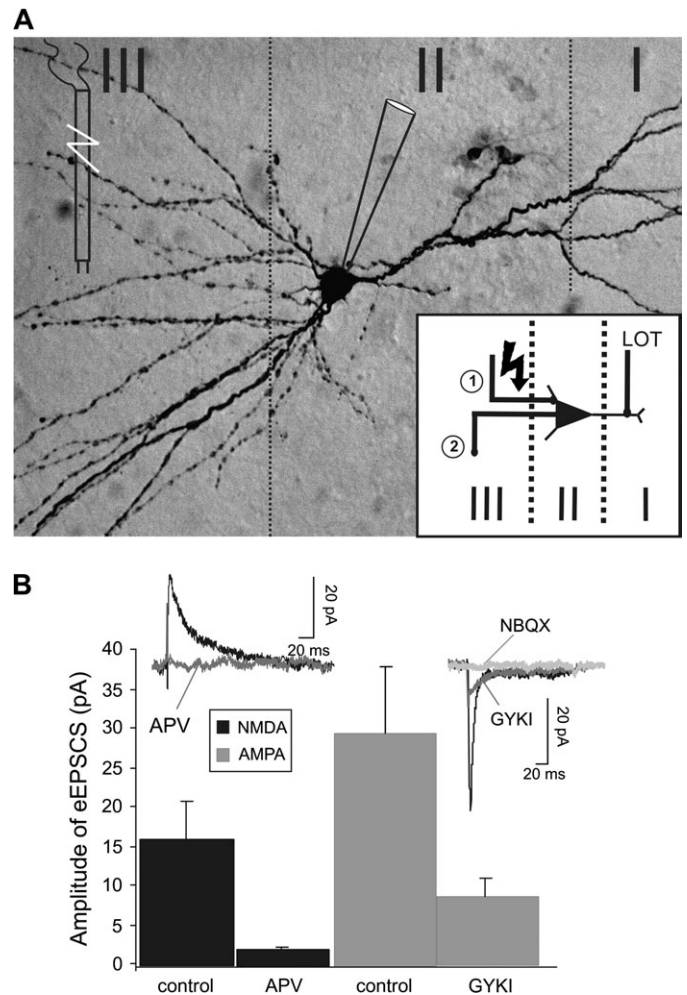 A
III II I
LOT
1
2
III II I
B
20 pA
20 ms
APV
NMDA
AMPA
NBQX
GYKI
20 pA
20 ms
Amplitude of eEPSCS (pA)
40
35
30
25
20
15
10
5
0
control APV control GYKI